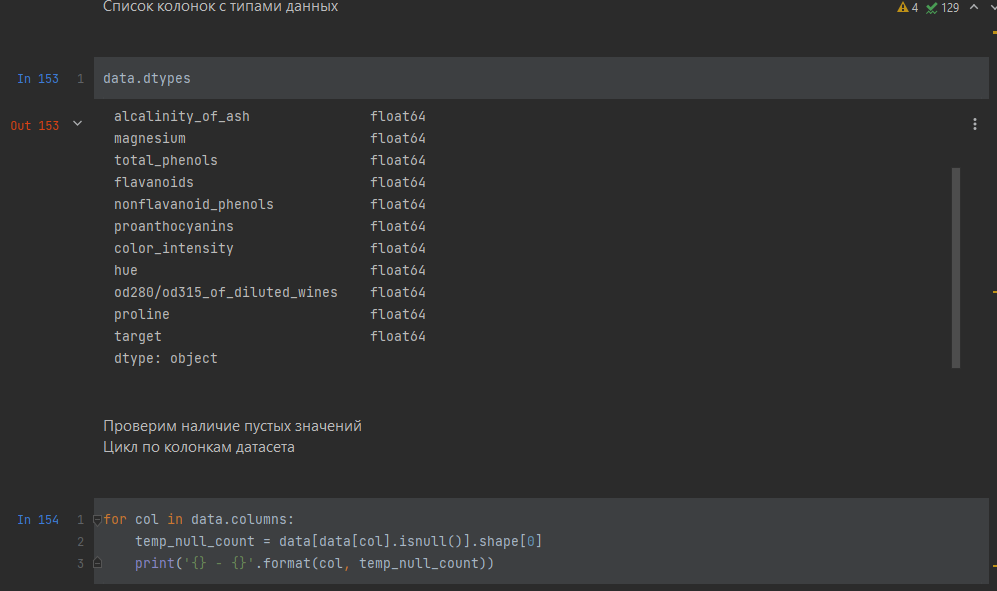 Список колонок с типами данных
4 129
In 153 1 data.dtypes
Out 153
alcalinity_of_ash float64
magnesium float64
total_phenols float64
flavanoids float64
nonflavanoid_phenols float64
proanthocyanins float64
color_intensity float64
hue float64
od280/od315_of_diluted_wines float64
proline float64
target float64
dtype: object
Проверим наличие пустых значений
Цикл по колонкам датасета
In 154 1 for col in data.columns:
2 temp_null_count = data[data[col].isnull()].shape[0]
3 print('{} - {}'.format(col, temp_null_count))